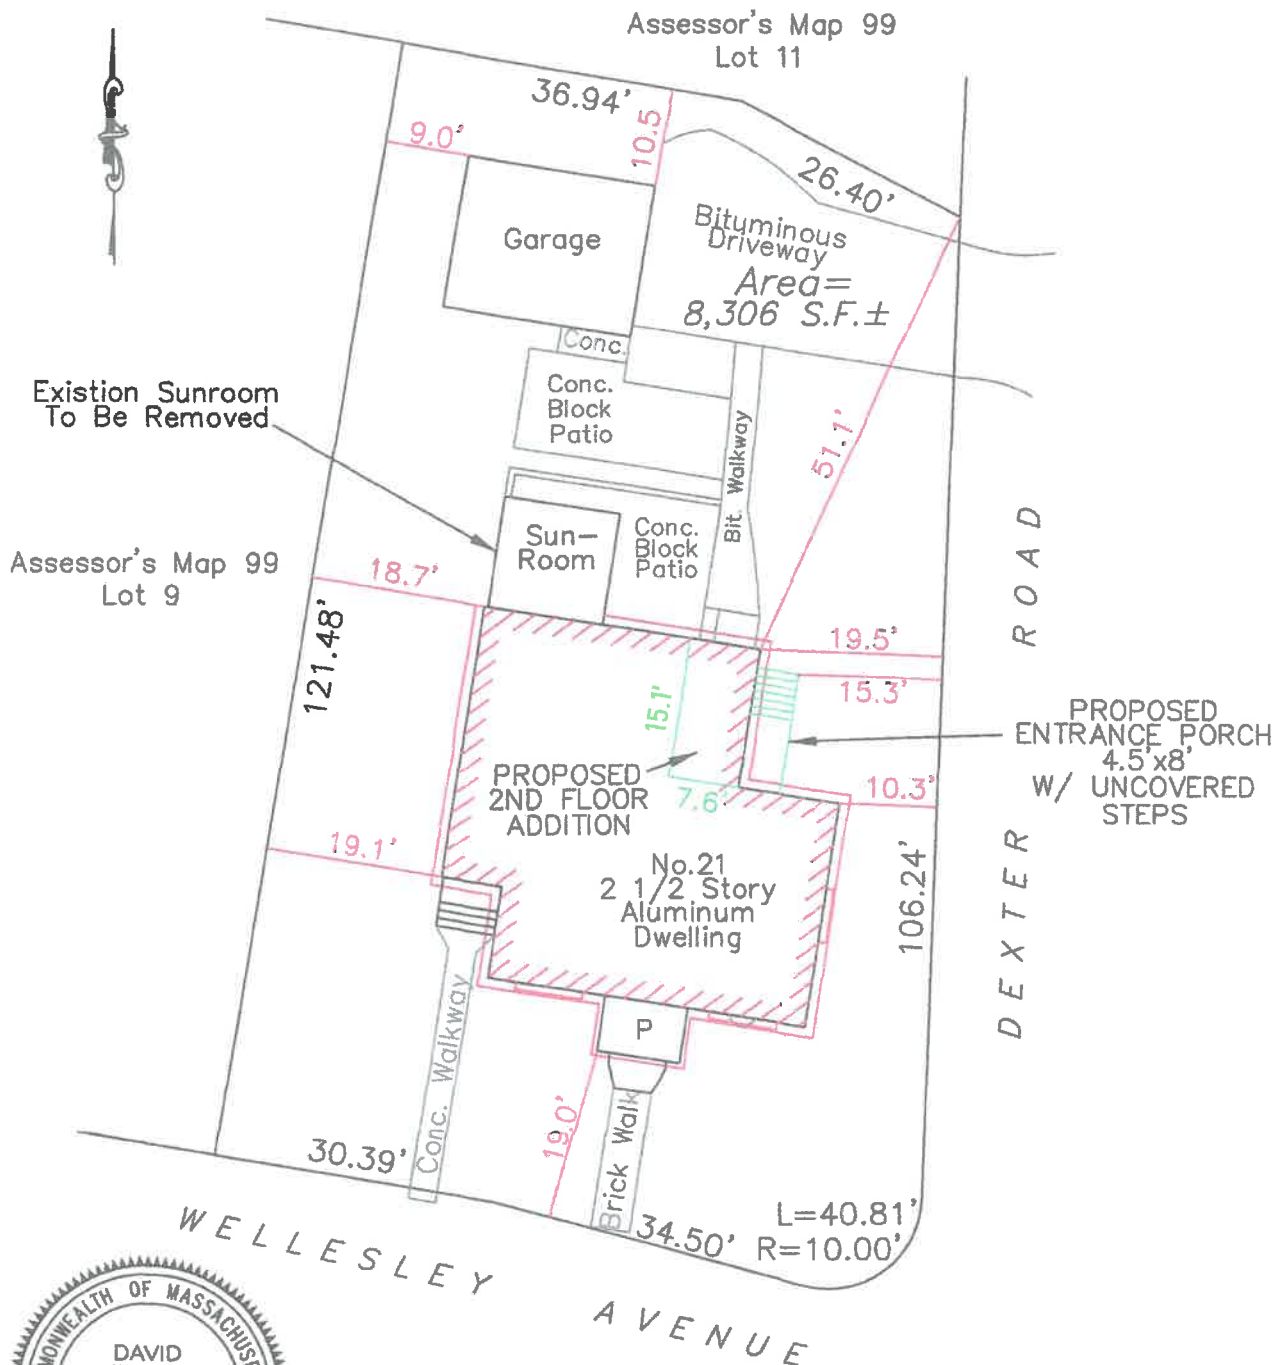 Assessor's Map 99
Lot 11
36.94'
9.0'
10.5
26.40'
Garage
Bituminous
Driveway
Area=
8,306 S.F.±
Conc.
Conc.
Block
Patio
Existion Sunroom
To Be Removed
Bit. Walkway
51.1'
Sun-
Room
Conc.
Block
Patio
Assessor's Map 99
Lot 9
18.7'
121.48'
19.5'
15.3'
15.1'
PROPOSED
ENTRANCE PORCH
4.5'x8'
W/ UNCOVERED
STEPS
PROPOSED
2ND FLOOR
ADDITION
7.6'
10.3'
19.1'
No.21
2 1/2 Story
Aluminum
Dwelling
106.24'
DEXTER ROAD
P
Conc. Walkway
19.0'
Brick Walk
30.39'
34.50'
L=40.81'
R=10.00'
WELLESLEY AVENUE
OF MASSACHUSE
DAVID